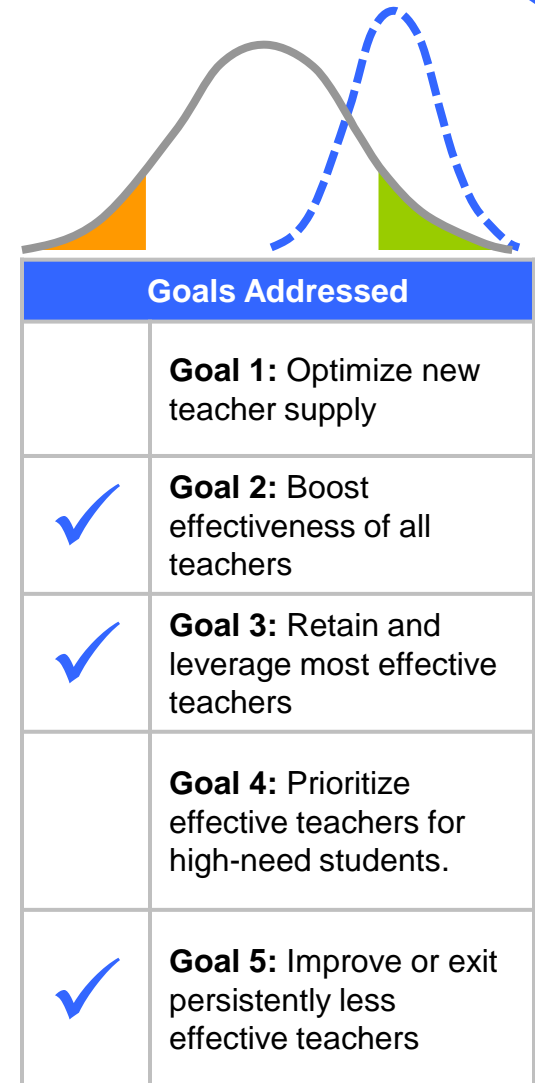 Goals Addressed
Goal 1: Optimize new
teacher supply
Goal 2: Boost
effectiveness of all
teachers
Goal 3: Retain and
leverage most effective
teachers
Goal 4: Prioritize
effective teachers for
high-need students.
Goal 5: Improve or exit
persistently less
effective teachers